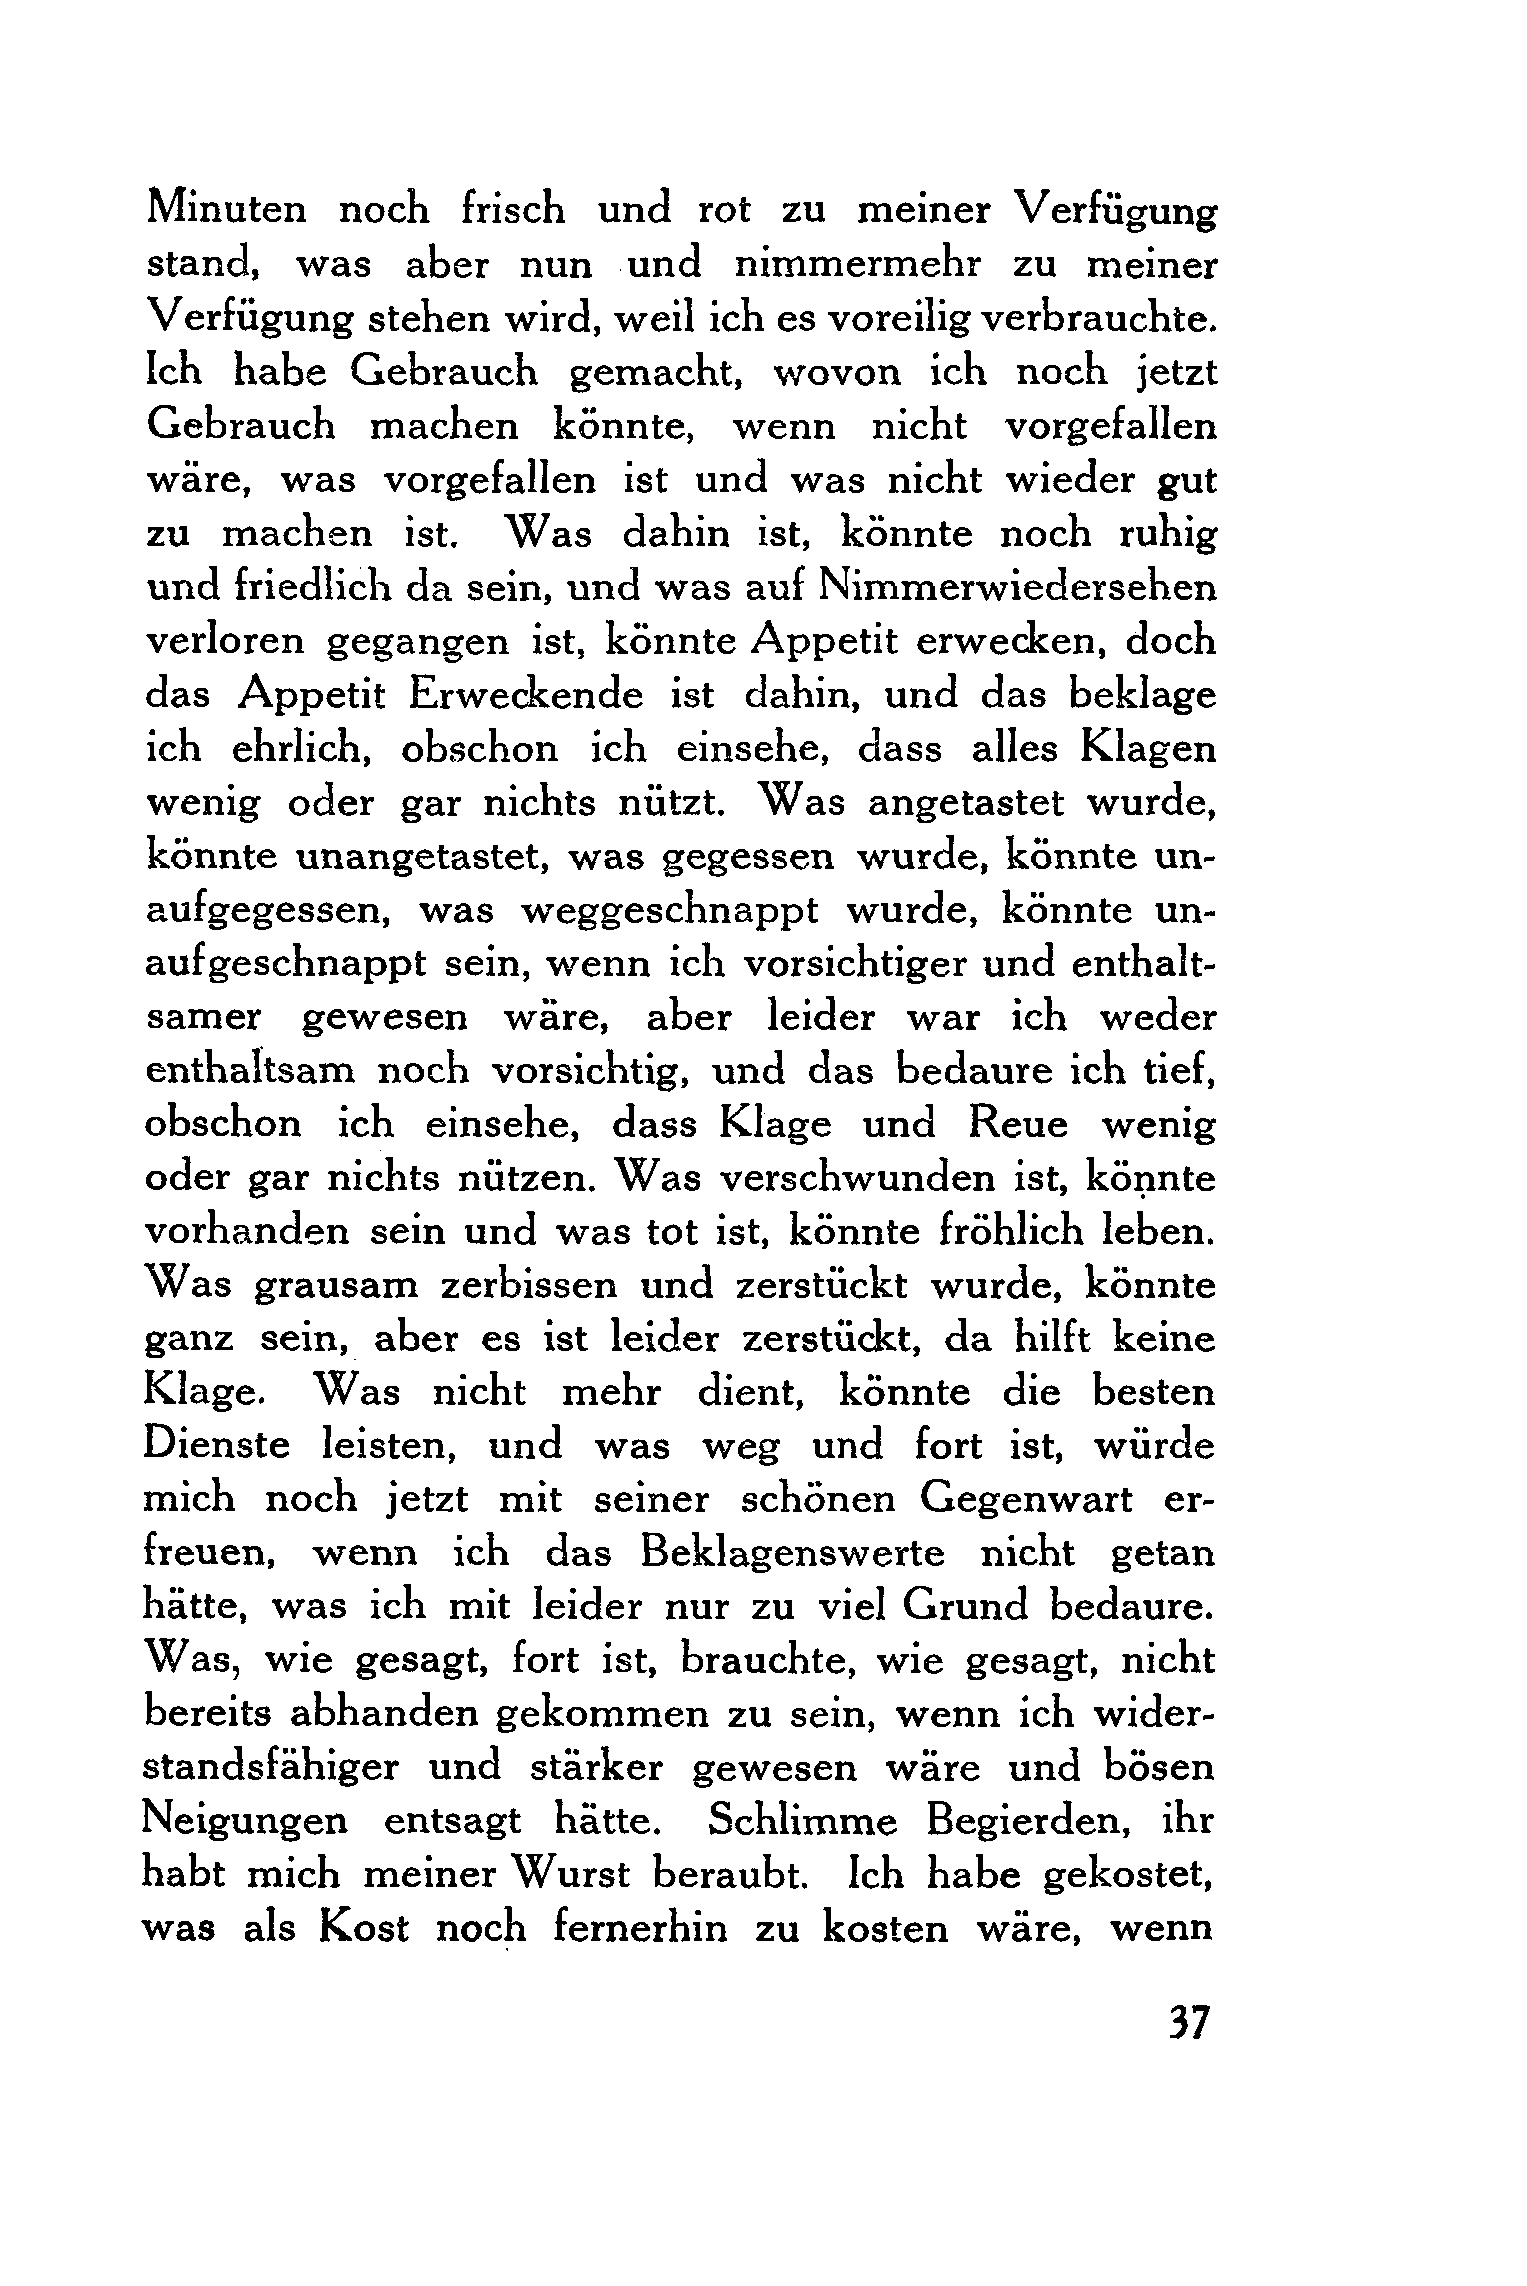 Minuten noch frisch und rot zu meiner Verfügung
stand, was aber nun und nimmermehr zu meiner
Verfügung stehen wird, weil ich es voreilig verbrauchte.
Ich habe Gebrauch gemacht, wovon ich noch jetzt
Gebrauch machen könnte, wenn nicht vorgefallen
wäre, was vorgefallen ist und was nicht wieder gut
zu machen ist. Was dahin ist, könnte noch ruhig
und friedlich da sein, und was auf Nimmerwiedersehen
verloren gegangen ist, könnte Appetit erwecken, doch
das Appetit Erweckende ist dahin, und das beklage
ich ehrlich, obschon ich einsehe, dass alles Klagen
wenig oder gar nichts nützt. Was angetastet wurde,
könnte unangetastet, was gegessen wurde, könnte un-
aufgegessen, was weggeschnappt wurde, könnte un-
aufgeschnappt sein, wenn ich vorsichtiger und enthalt-
samer gewesen wäre, aber leider war ich weder
enthaltsam noch vorsichtig, und das bedaure ich tief,
obschon ich einsehe, dass Klage und Reue wenig
oder gar nichts nützen. Was verschwunden ist, könnte
vorhanden sein und was tot ist, könnte fröhlich leben.
Was grausam zerbissen und zerstückt wurde, könnte
ganz sein, aber es ist leider zerstückt, da hilft keine
Klage. Was nicht mehr dient, könnte die besten
Dienste leisten, und was weg und fort ist, würde
mich noch jetzt mit seiner schönen Gegenwart er-
freuen, wenn ich das Beklagenswerte nicht getan
hätte, was ich mit leider nur zu viel Grund bedaure.
Was, wie gesagt, fort ist, brauchte, wie gesagt, nicht
bereits abhanden gekommen zu sein, wenn ich wider-
standsfähiger und stärker gewesen wäre und bösen
Neigungen entsagt hätte. Schlimme Begierden, ihr
habt mich meiner Wurst beraubt. Ich habe gekostet,
was als Kost noch fernerhin zu kosten wäre, wenn
37